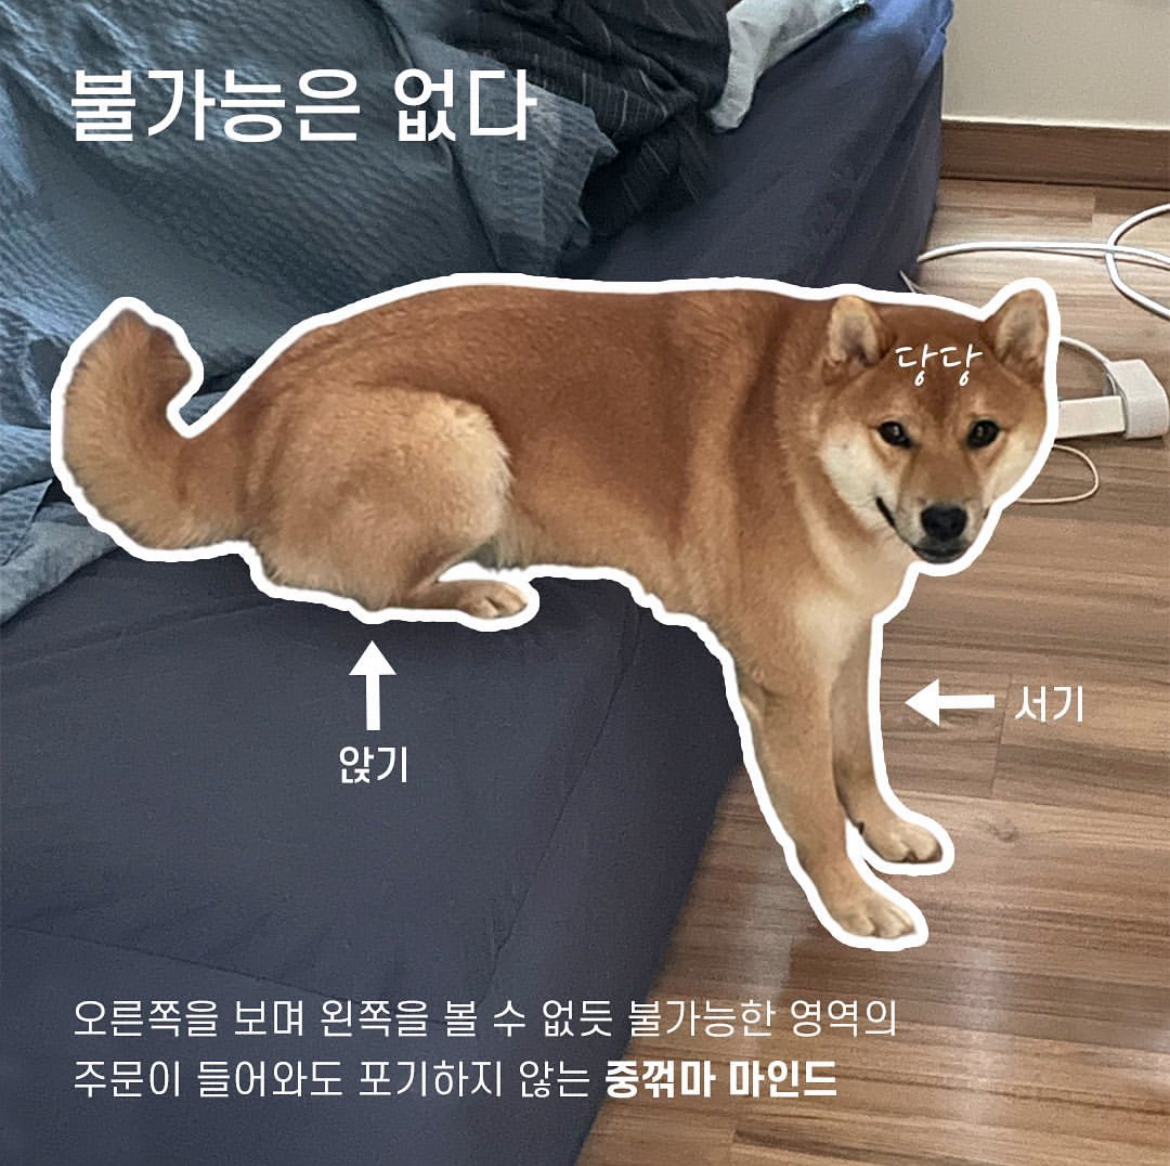 불가능은 없다
당당
서기
앉기
오른쪽을 보며 왼쪽을 볼 수 없듯 불가능한 영역의
주문이 들어와도 포기하지 않는 중꺾마 마인드